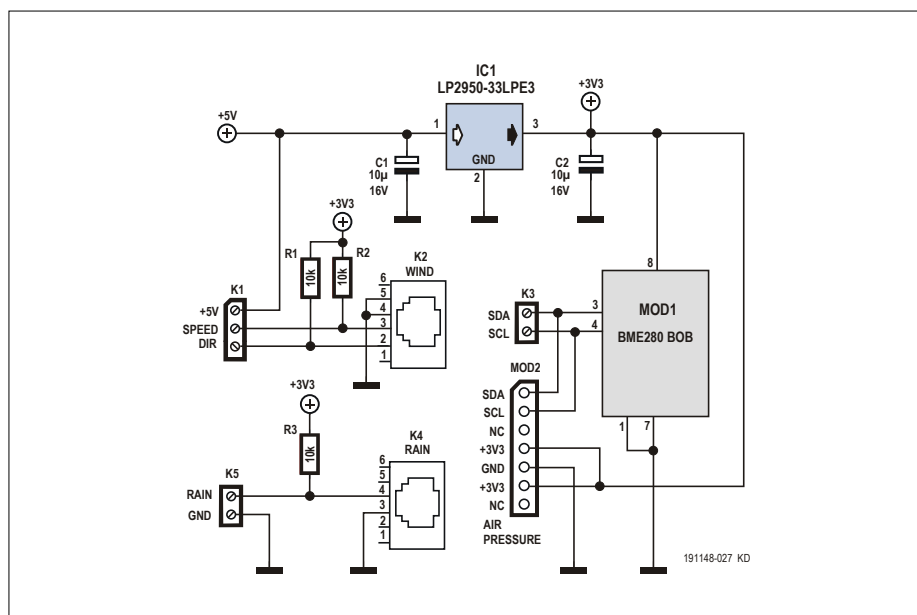 IC1
LP2950-33LPE3
+3V3
+5V
1
3
GND
2
C1
10µ
16V
C2
10µ
16V
+3V3
R1
10k
R2
10k
K2
WIND
6
5
4
3
2
1
K1
+5V
SPEED
DIR
K3
SDA
SCL
8
3
4
MOD1
BME280 BOB
1
7
MOD2
SDA
SCL
NC
+3V3
GND
+3V3
NC
AIR
PRESSURE
+3V3
R3
10k
K4
RAIN
6
5
4
3
2
1
K5
RAIN
GND
191148-027 KD